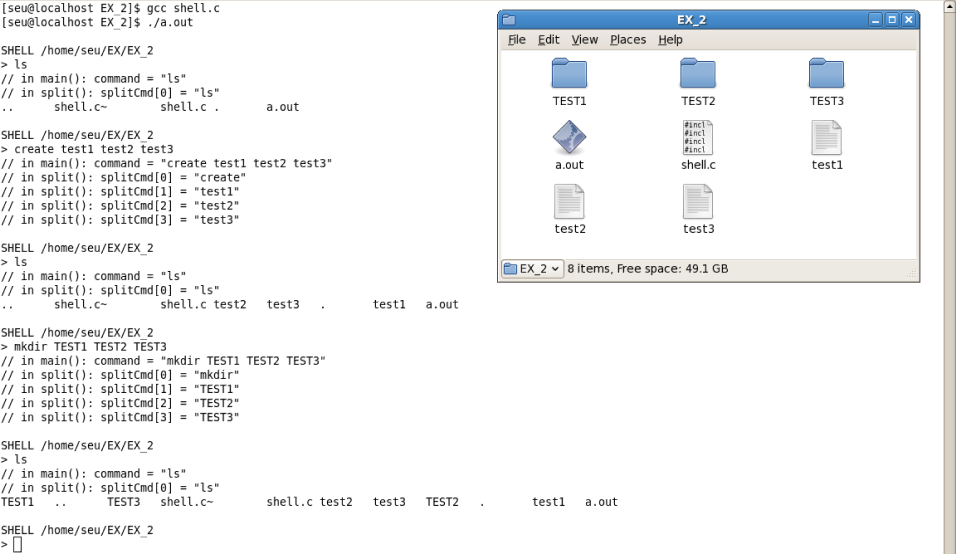 [seu@localhost EX_2]$ gcc shell.c
[seu@localhost EX_2]$ ./a.out
SHELL /home/seu/EX/EX_2
> ls
// in main(): command = "ls"
// in split(): splitCmd[0] = "ls"
.. shell.c~ shell.c . a.out
SHELL /home/seu/EX/EX_2
> create test1 test2 test3
// in main(): command = "create test1 test2 test3"
// in split(): splitCmd[0] = "create"
// in split(): splitCmd[1] = "test1"
// in split(): splitCmd[2] = "test2"
// in split(): splitCmd[3] = "test3"
SHELL /home/seu/EX/EX_2
> ls
// in main(): command = "ls"
// in split(): splitCmd[0] = "ls"
.. shell.c~ shell.c test2 test3 . test1 a.out
SHELL /home/seu/EX/EX_2
> mkdir TEST1 TEST2 TEST3
// in main(): command = "mkdir TEST1 TEST2 TEST3"
// in split(): splitCmd[0] = "mkdir"
// in split(): splitCmd[1] = "TEST1"
// in split(): splitCmd[2] = "TEST2"
// in split(): splitCmd[3] = "TEST3"
SHELL /home/seu/EX/EX_2
> ls
// in main(): command = "ls"
// in split(): splitCmd[0] = "ls"
TEST1 .. TEST3 shell.c~ shell.c test2 test3 TEST2 . test1 a.out
SHELL /home/seu/EX/EX_2
>
EX_2
File Edit View Places Help
TEST1 TEST2 TEST3
#incl
#incl
#incl
#incl
a.out shell.c test1
test2 test3
EX_2 8 items, Free space: 49.1 GB